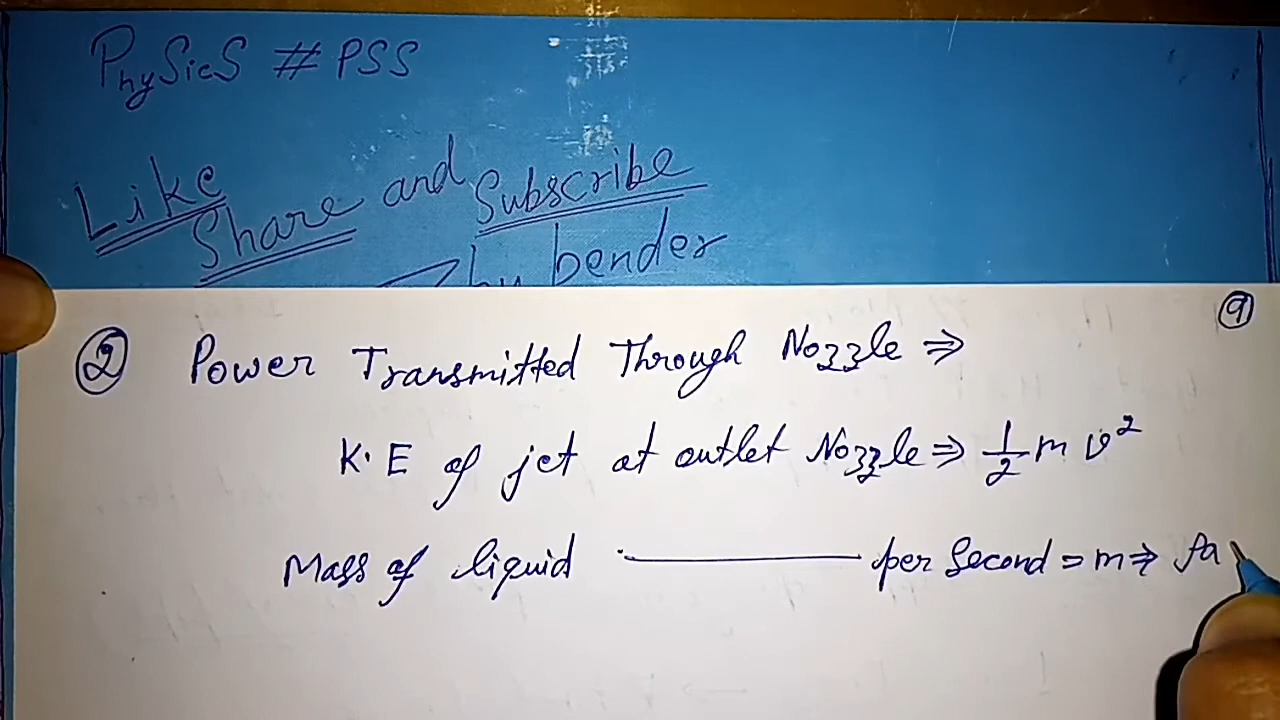 PhySicS # PSS
Like Share and Subscribe
bender
9
② Power Transmitted Through Nozzle ⇒
K.E of jet at outlet Nozzle ⇒ 1/2 m v²
Mass of liquid ——— per Second = m ⇒ ρa